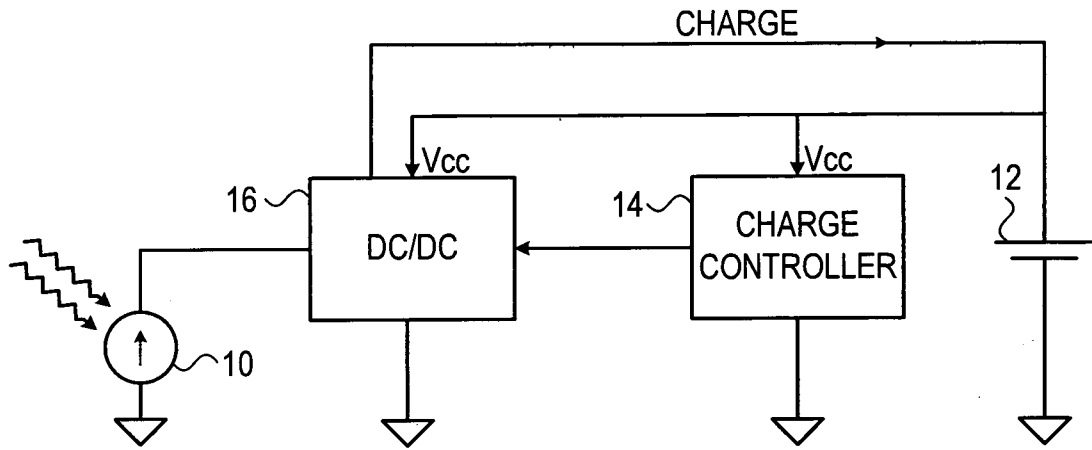 CHARGE
Vcc
Vcc
16
14
12
DC/DC
CHARGE
CONTROLLER
10